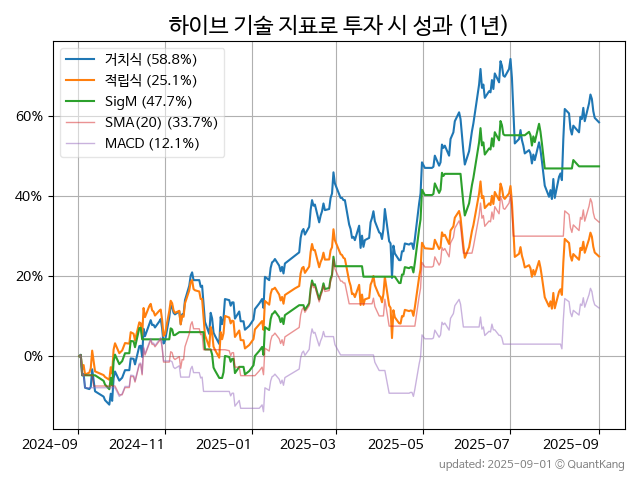 하이브 기술 지표로 투자 시 성과 (1년)
거치식 (58.8%)
적립식 (25.1%)
SigM (47.7%)
SMA(20) (33.7%)
MACD (12.1%)
60%
40%
20%
0%
2024-09 2024-11 2025-01 2025-03 2025-05 2025-07 2025-09
updated: 2025-09-01 © QuantKang